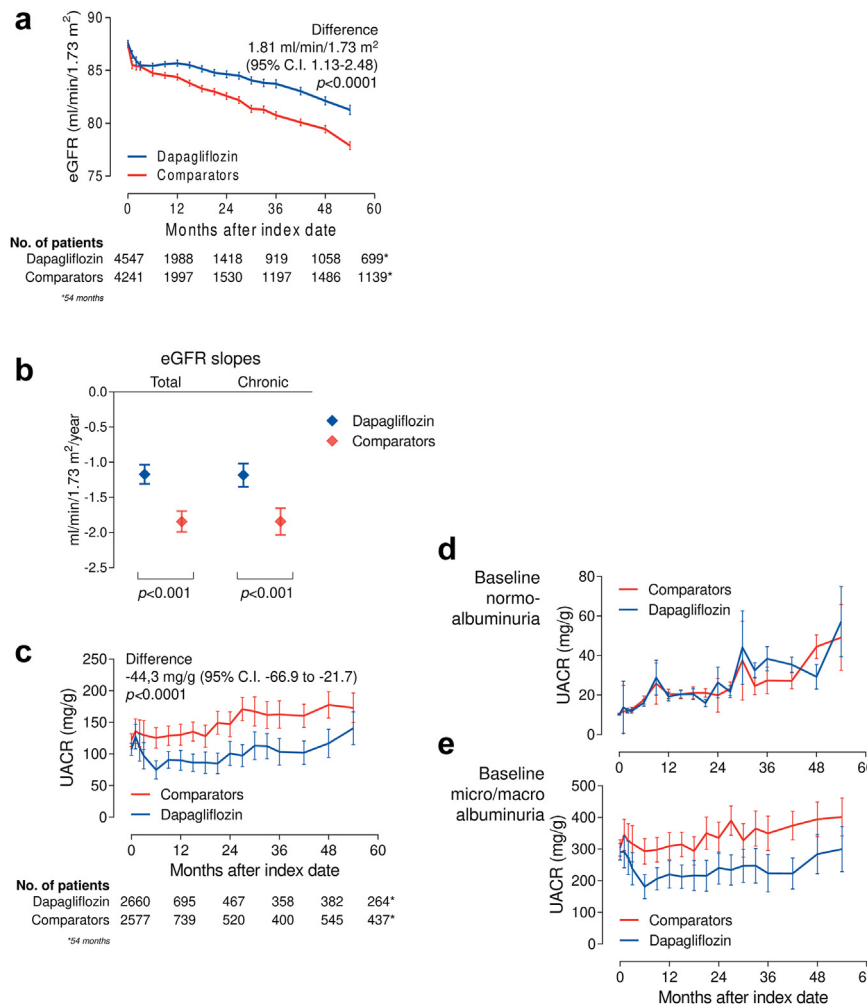 a
90
85
80
75
eGFR (ml/min/1.73 m²)
Difference
1.81 ml/min/1.73 m²
(95% C.I. 1.13-2.48)
p<0.0001
Dapagliflozin
Comparators
0 12 24 36 48 60
Months after index date
No. of patients
Dapagliflozin 4547 1988 1418 919 1058 699*
Comparators 4241 1997 1530 1197 1486 1139*
*54 months
b
eGFR slopes
Total Chronic
0.0
-0.5
-1.0
-1.5
-2.0
-2.5
ml/min/1.73 m²/year
Dapagliflozin
Comparators
p<0.001 p<0.001
c
250
200
150
100
50
0
UACR (mg/g)
Difference
-44,3 mg/g (95% C.I. -66.9 to -21.7)
p<0.0001
Comparators
Dapagliflozin
0 12 24 36 48 60
Months after index date
No. of patients
Dapagliflozin 2660 695 467 358 382 264*
Comparators 2577 739 520 400 545 437*
*54 months
d
Baseline
normo-
albuminuria
80
60
40
20
0
UACR (mg/g)
Comparators
Dapagliflozin
0 12 24 36 48
e
Baseline
micro/macro
albuminuria
500
400
300
200
100
0
UACR (mg/g)
Comparators
Dapagliflozin
0 12 24 36 48
Months after index date